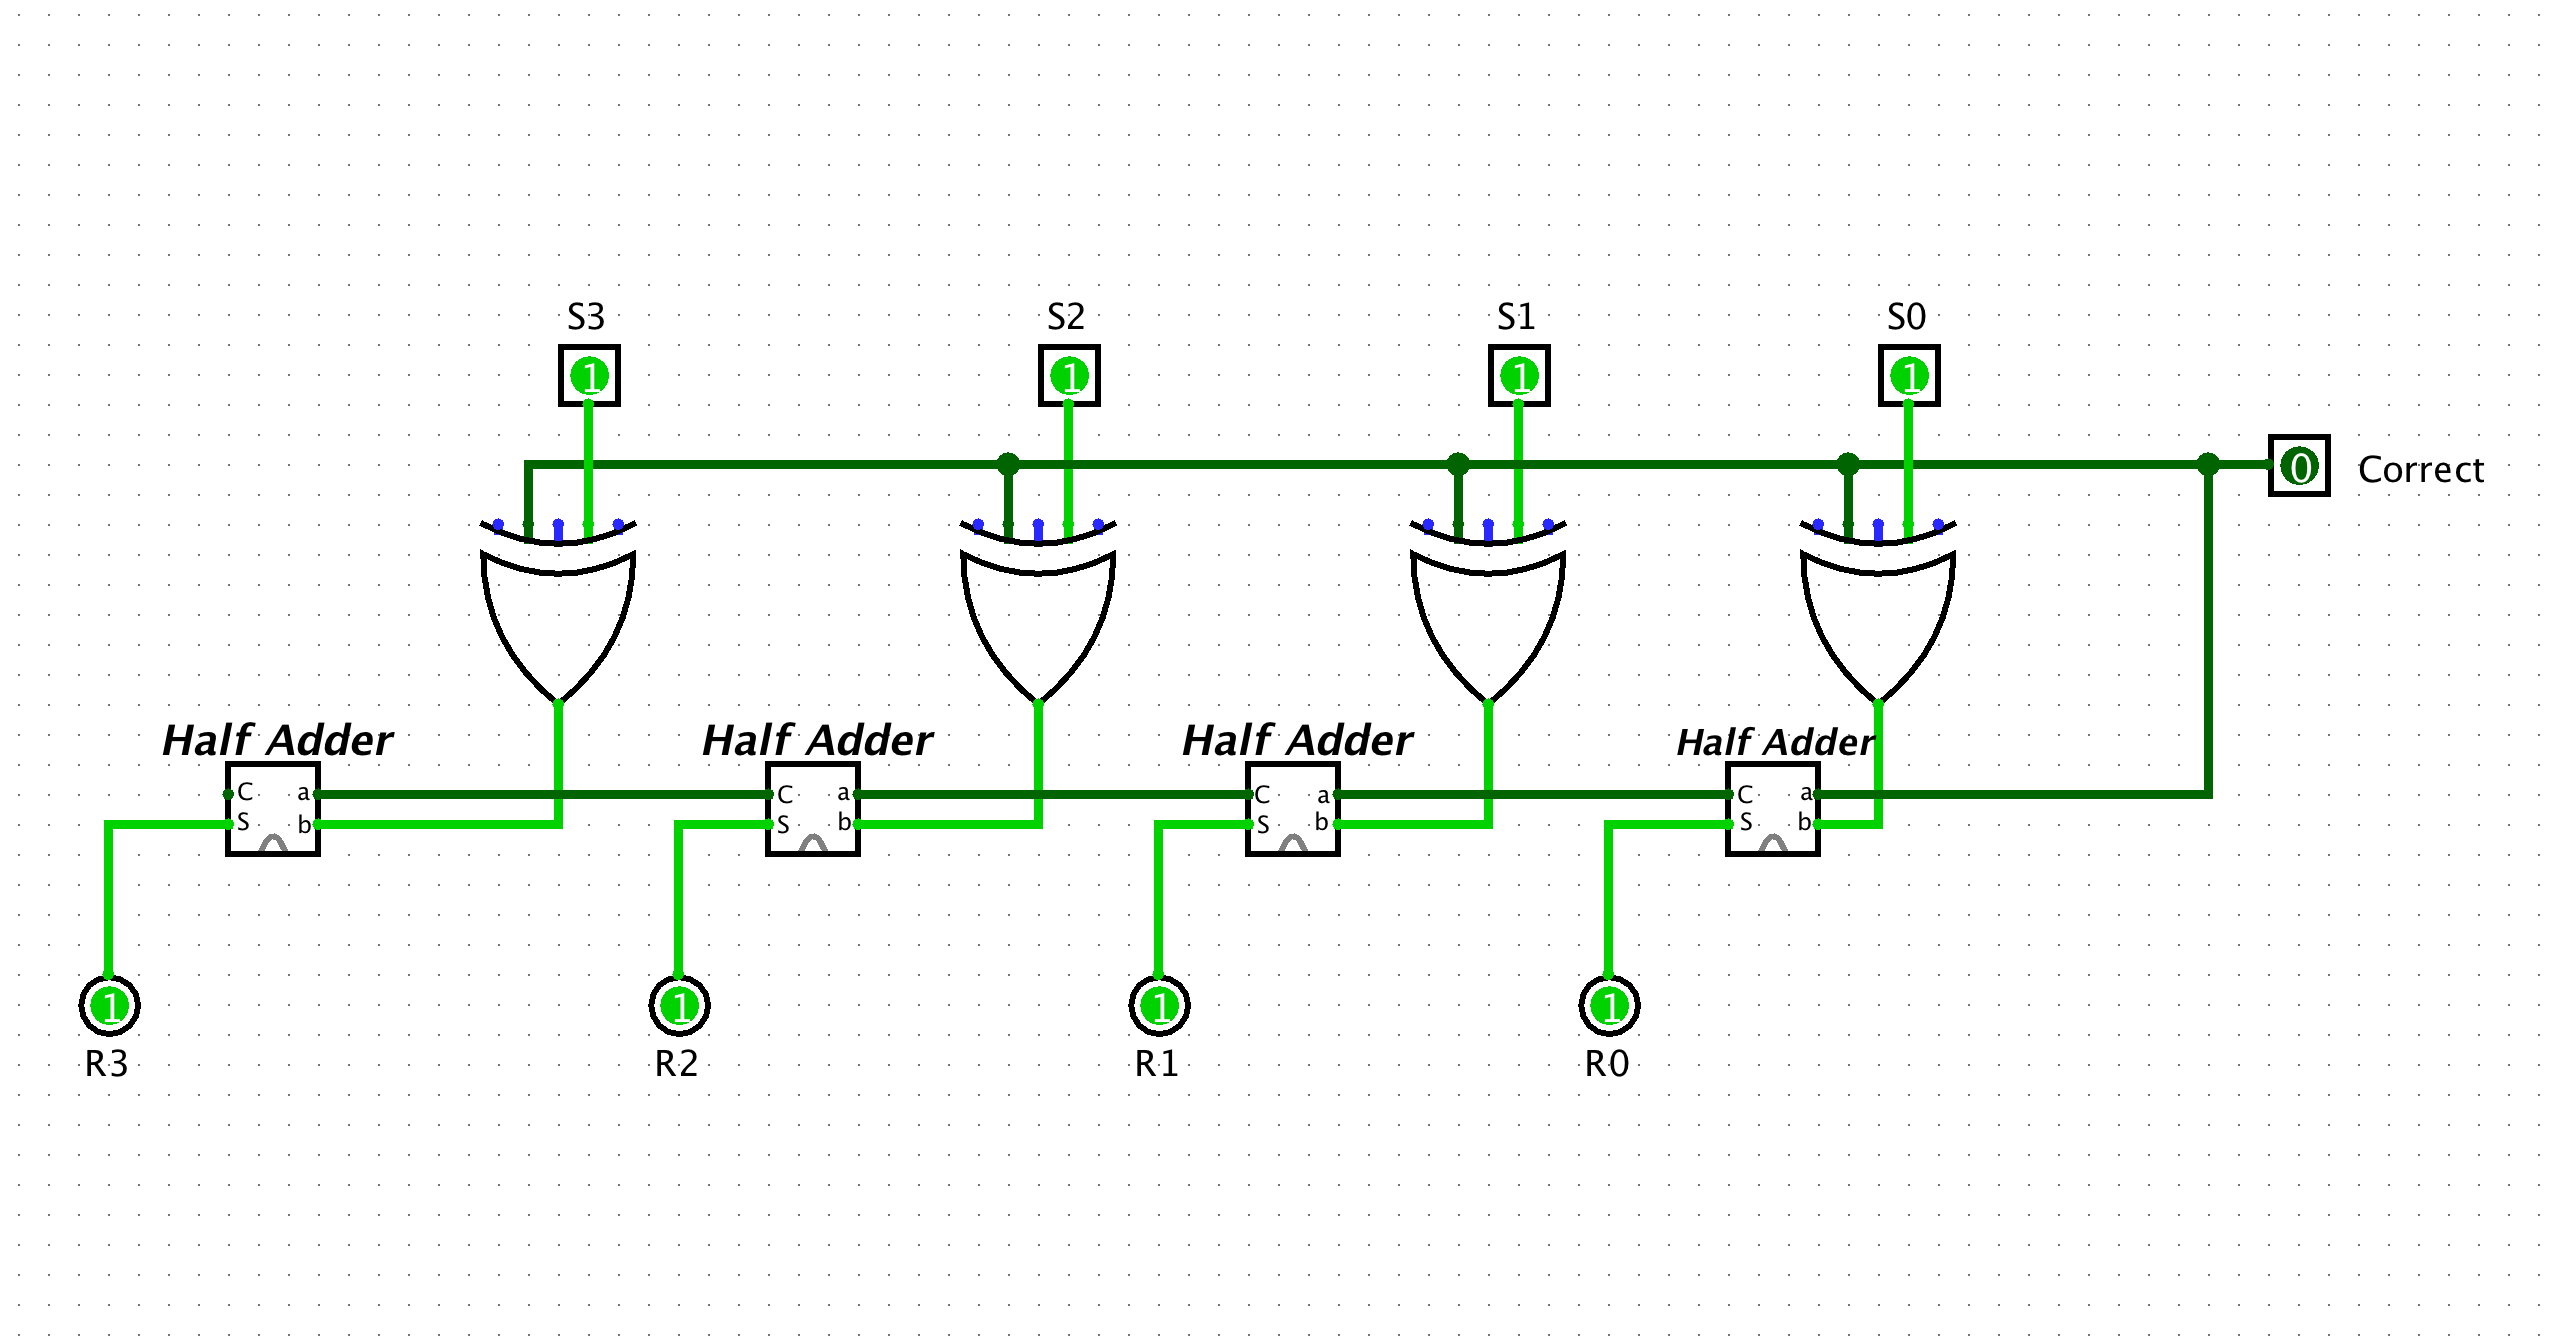 S3 S2 S1 S0
1 1 1 1
0 Correct
Half Adder Half Adder Half Adder Half Adder
C a C a C a C a
S b S b S b S b
1 1 1 1
R3 R2 R1 R0